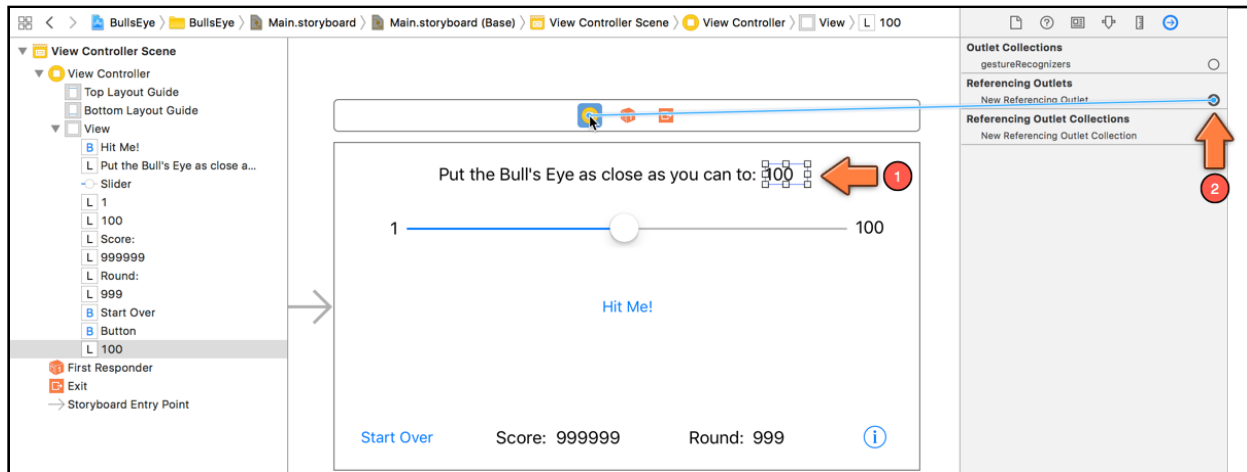 BullsEye 〉 BullsEye 〉 Main.storyboard 〉 Main.storyboard (Base) 〉 View Controller Scene 〉 View Controller 〉 View 〉 L 100
View Controller Scene
View Controller
Top Layout Guide
Bottom Layout Guide
View
B Hit Me!
L Put the Bull's Eye as close a...
Slider
L 1
L 100
L Score:
L 999999
L Round:
L 999
B Start Over
B Button
L 100
First Responder
Exit
Storyboard Entry Point
Put the Bull's Eye as close as you can to: 100
1
1
100
Hit Me!
Start Over
Score: 999999
Round: 999
Outlet Collections
gestureRecognizers
Referencing Outlets
New Referencing Outlet
Referencing Outlet Collections
New Referencing Outlet Collection
2